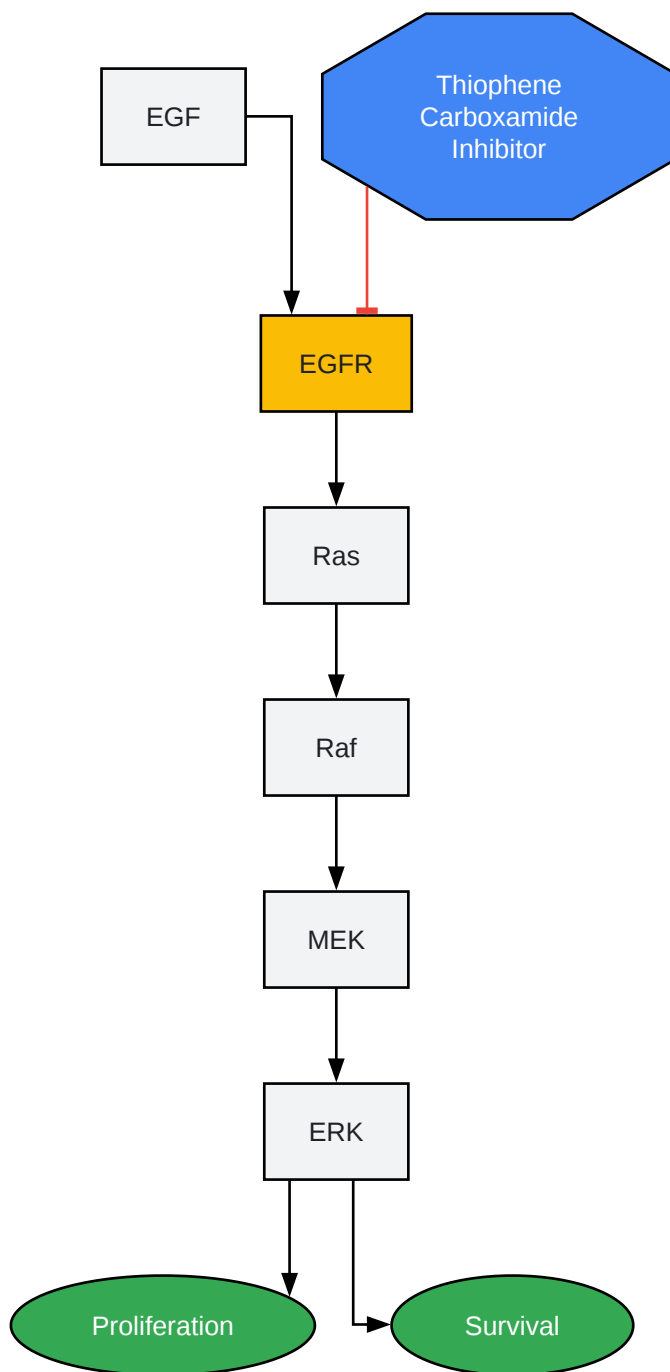 EGF
Thiophene
Carboxamide
Inhibitor
EGFR
Ras
Raf
MEK
ERK
Proliferation
Survival